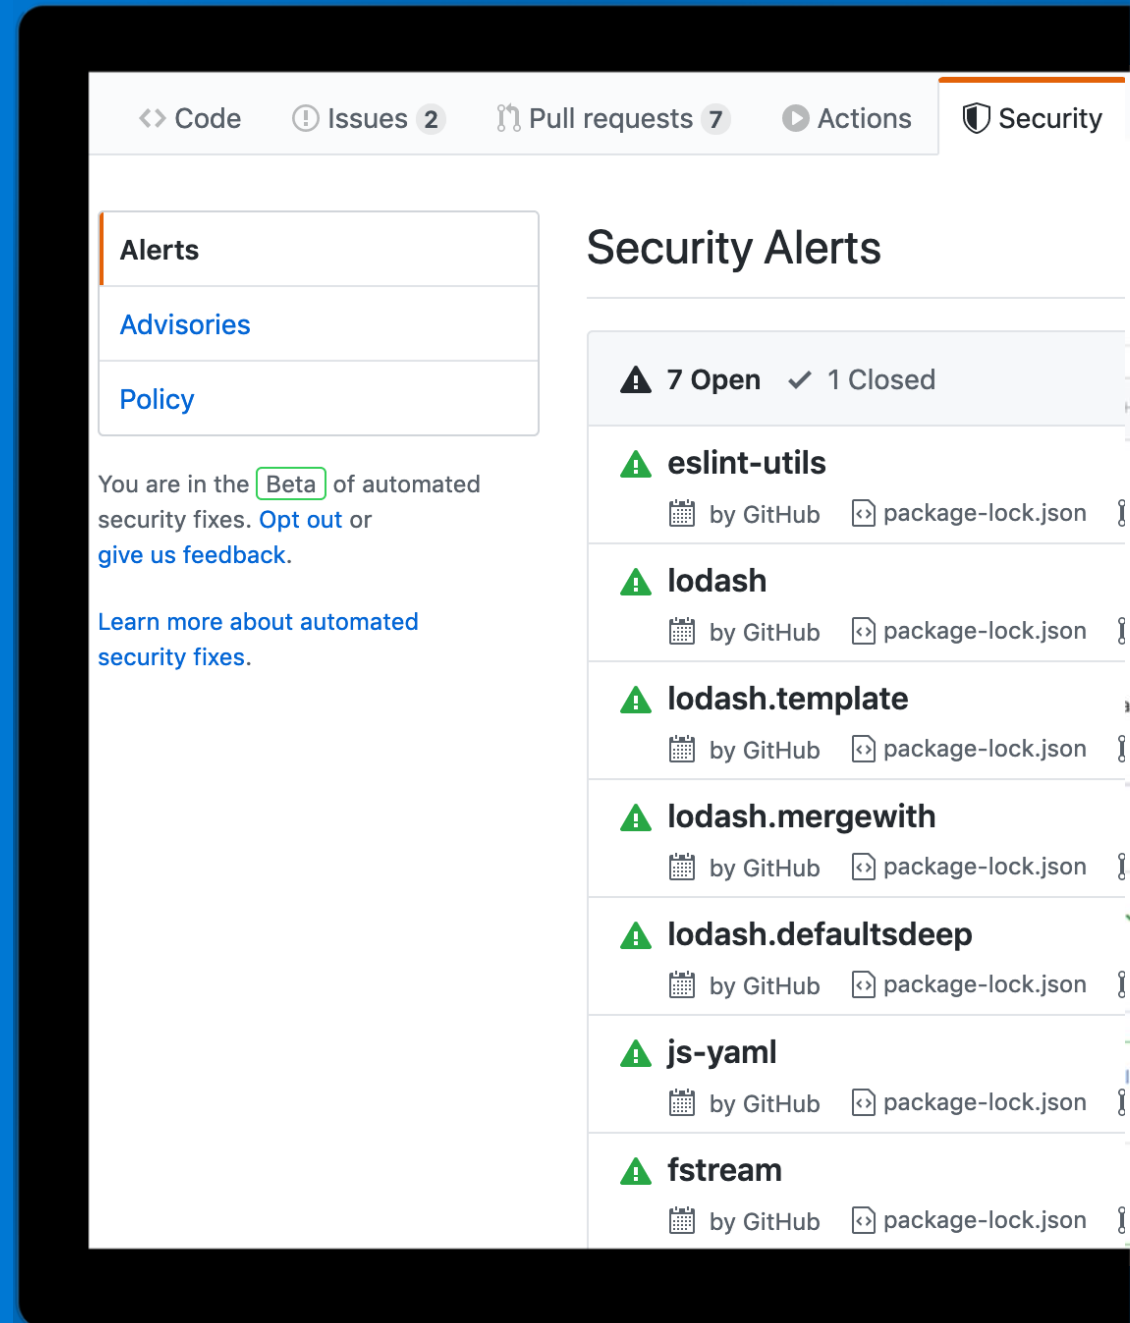 Code
Issues 2
Pull requests 7
Actions
Security
Alerts
Advisories
Policy
You are in the Beta of automated
security fixes. Opt out or
give us feedback.
Learn more about automated
security fixes.
Security Alerts
7 Open
1 Closed
eslint-utils
by GitHub package-lock.json
lodash
by GitHub package-lock.json
lodash.template
by GitHub package-lock.json
lodash.mergewith
by GitHub package-lock.json
lodash.defaultsdeep
by GitHub package-lock.json
js-yaml
by GitHub package-lock.json
fstream
by GitHub package-lock.json